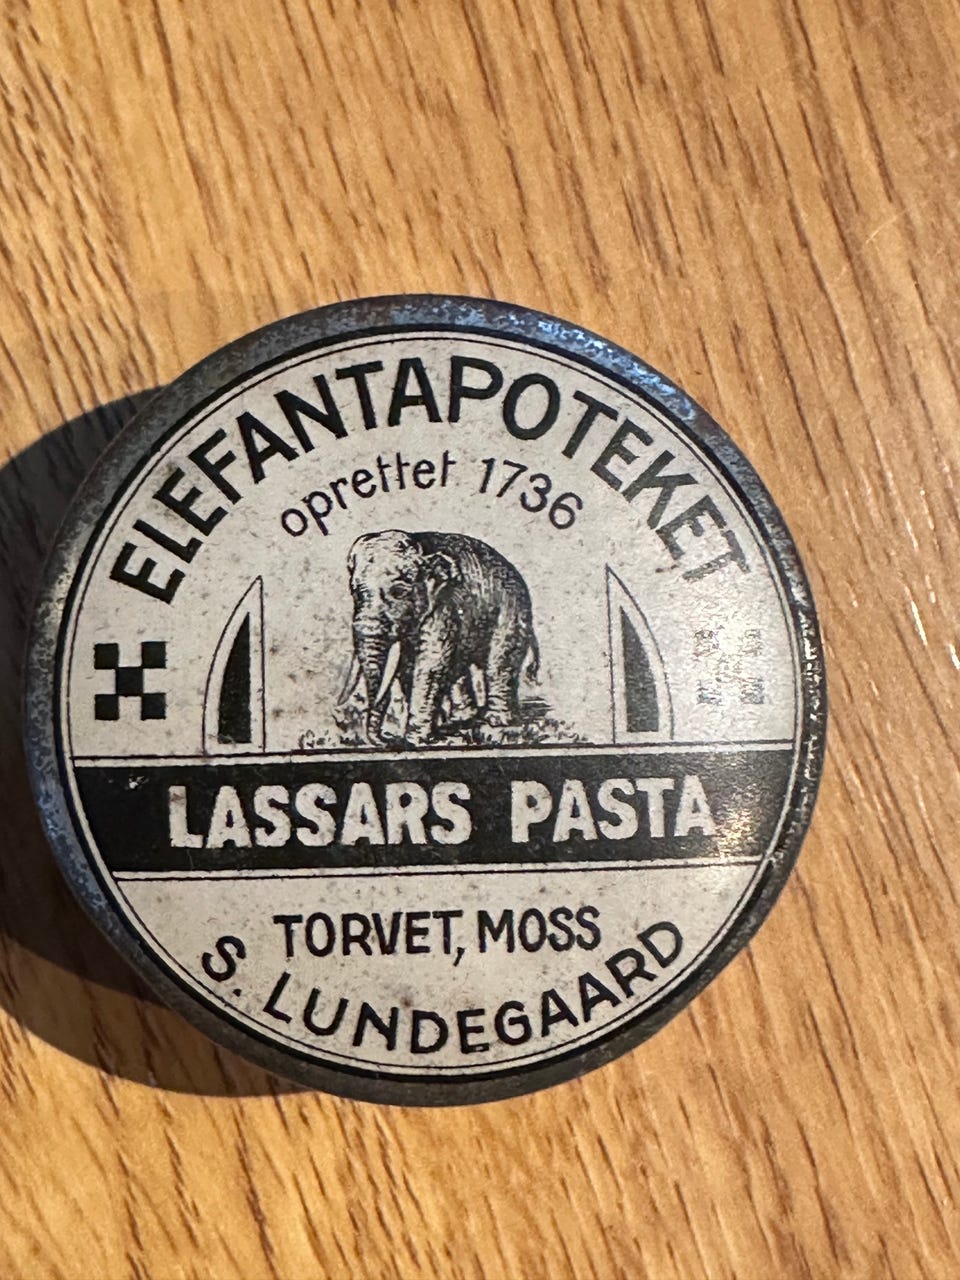 ELEFANTAPOTEKET
oprettet 1736
LASSARS PASTA
TORVET, MOSS
S. LUNDEGAARD